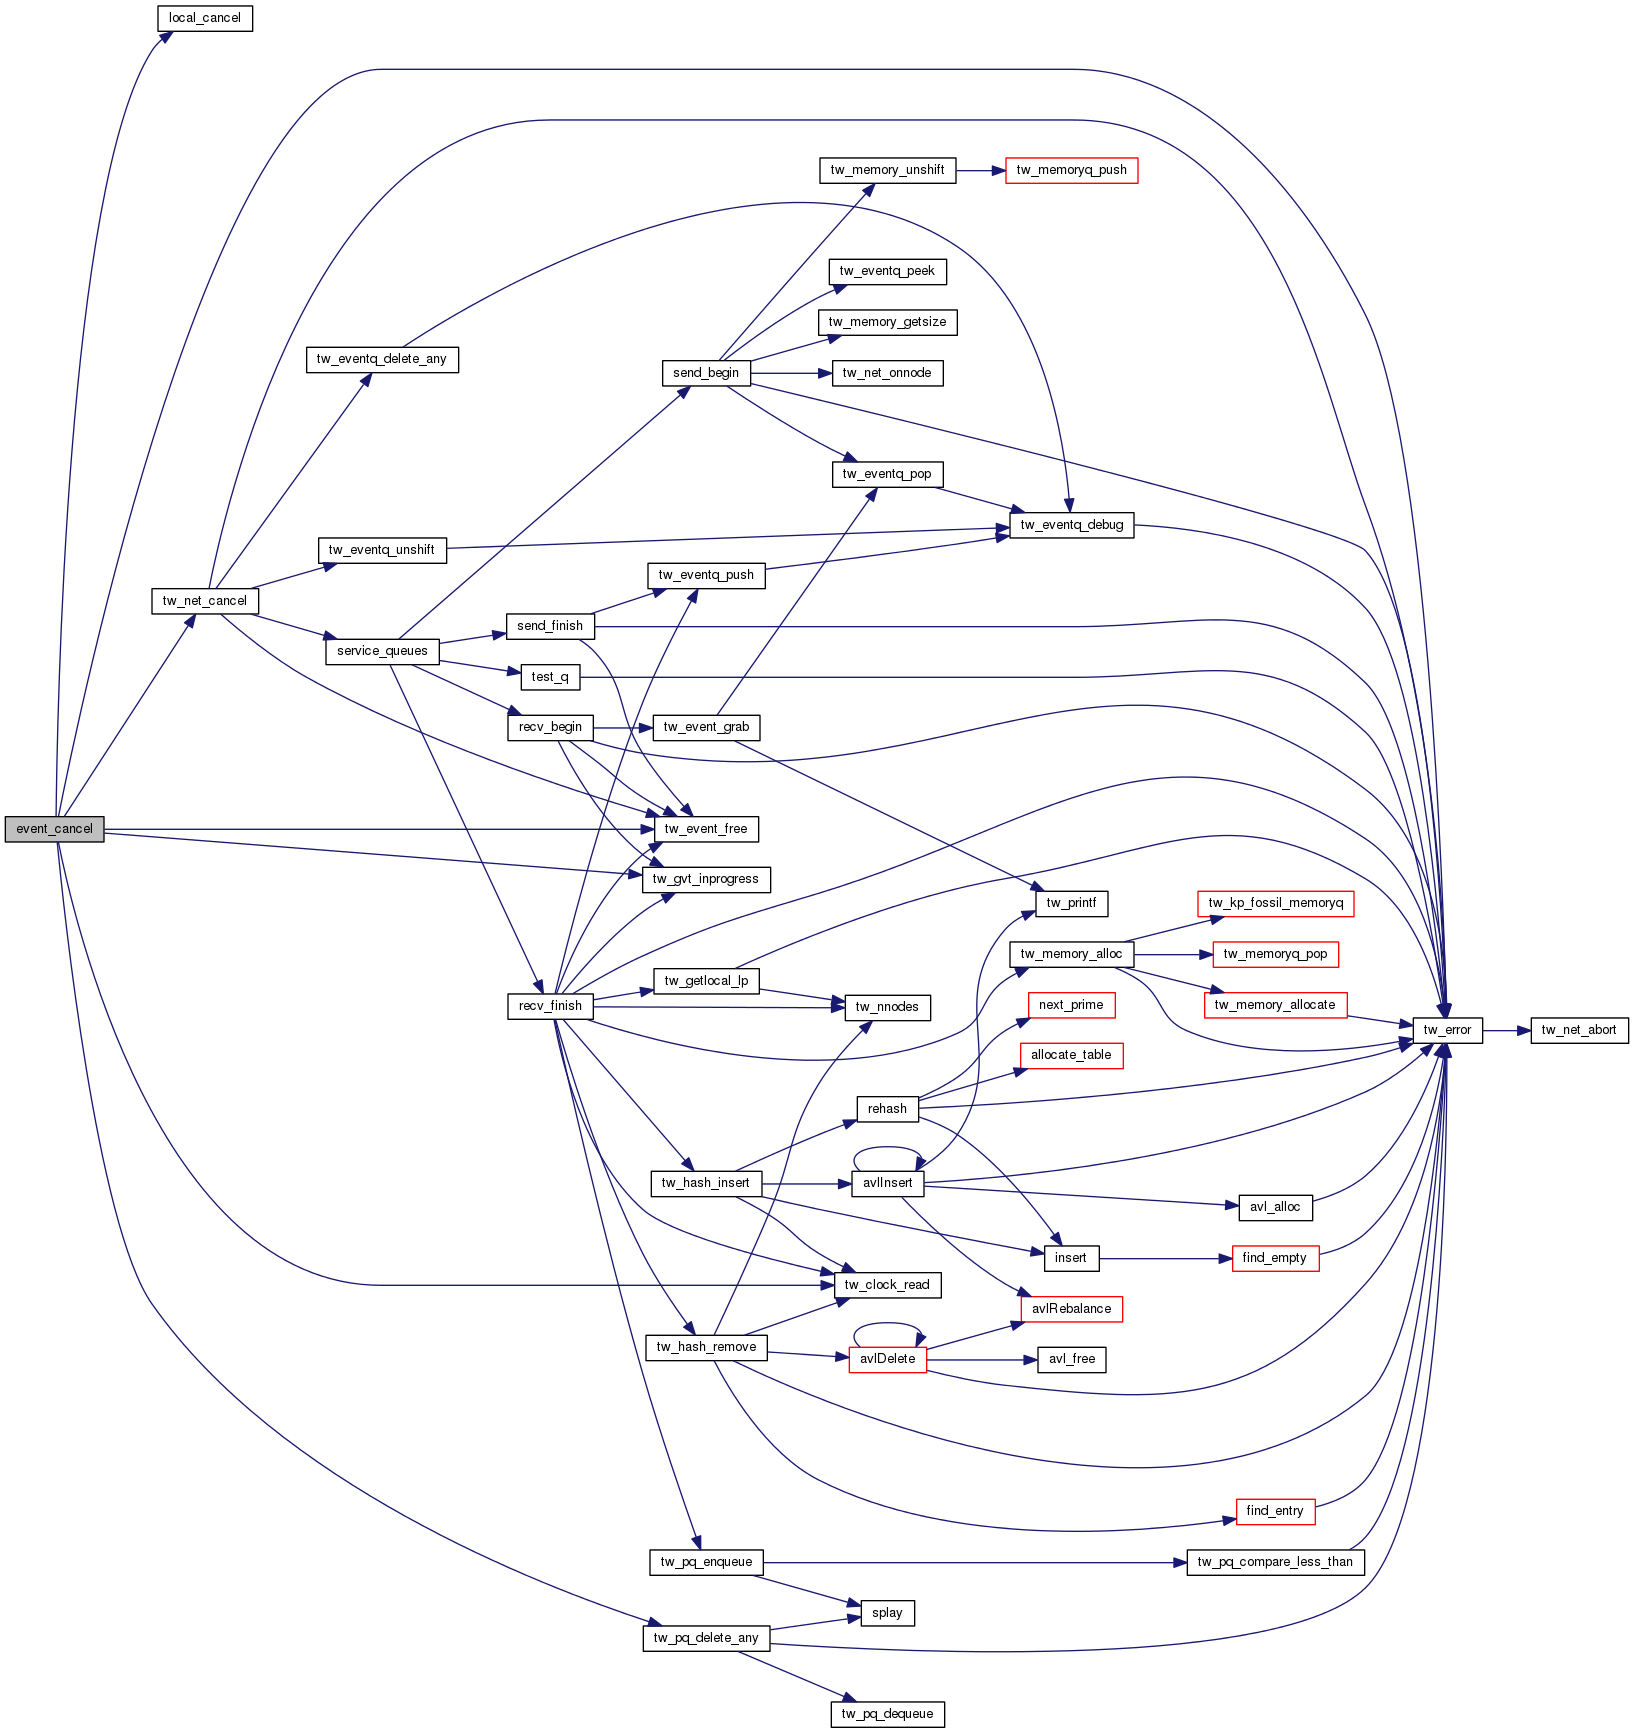 local_cancel
tw_memory_unshift
tw_memoryq_push
tw_eventq_peek
tw_memory_getsize
tw_eventq_delete_any
send_begin
tw_net_onnode
tw_eventq_pop
tw_eventq_debug
tw_eventq_unshift
tw_eventq_push
tw_net_cancel
send_finish
service_queues
test_q
recv_begin
tw_event_grab
event_cancel
tw_event_free
tw_gvt_inprogress
tw_printf
tw_kp_fossil_memoryq
tw_memory_alloc
tw_memoryq_pop
tw_getlocal_lp
recv_finish
tw_nnodes
next_prime
tw_memory_allocate
tw_error
tw_net_abort
allocate_table
rehash
tw_hash_insert
avlInsert
avl_alloc
insert
find_empty
tw_clock_read
avlRebalance
tw_hash_remove
avlDelete
avl_free
find_entry
tw_pq_enqueue
tw_pq_compare_less_than
splay
tw_pq_delete_any
tw_pq_dequeue